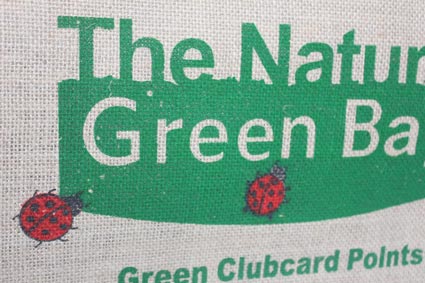 The Natur
Green Ba
Green Clubcard Points